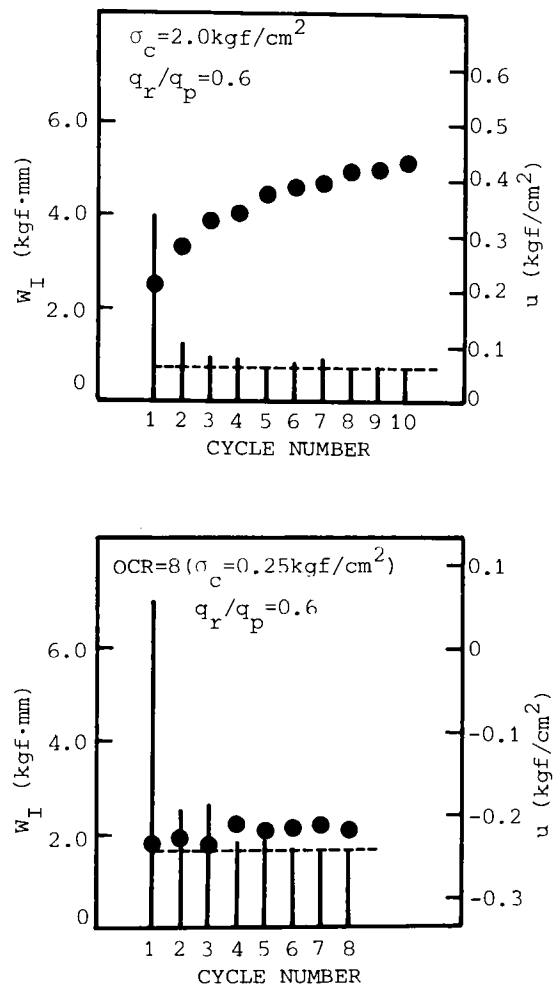 σc=2.0kgf/cm²
qr/qp=0.6
6.0
4.0
2.0
0
WI (kgf·mm)
0.6
0.5
0.4
0.3
0.2
0.1
0
u (kgf/cm²)
1 2 3 4 5 6 7 8 9 10
CYCLE NUMBER
OCR=8(σc=0.25kgf/cm²)
qr/qp=0.6
6.0
4.0
2.0
0
WI (kgf·mm)
0.1
0
-0.1
-0.2
-0.3
u (kgf/cm²)
1 2 3 4 5 6 7 8
CYCLE NUMBER